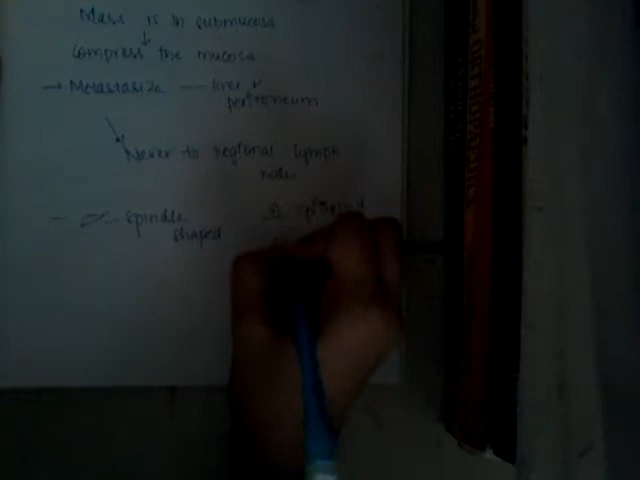 Mass is in submucosa
↓
compress the mucosa
→ Metastasize — liver &
peritoneum
Never to Regional Lymph
node
- Spindle
shaped